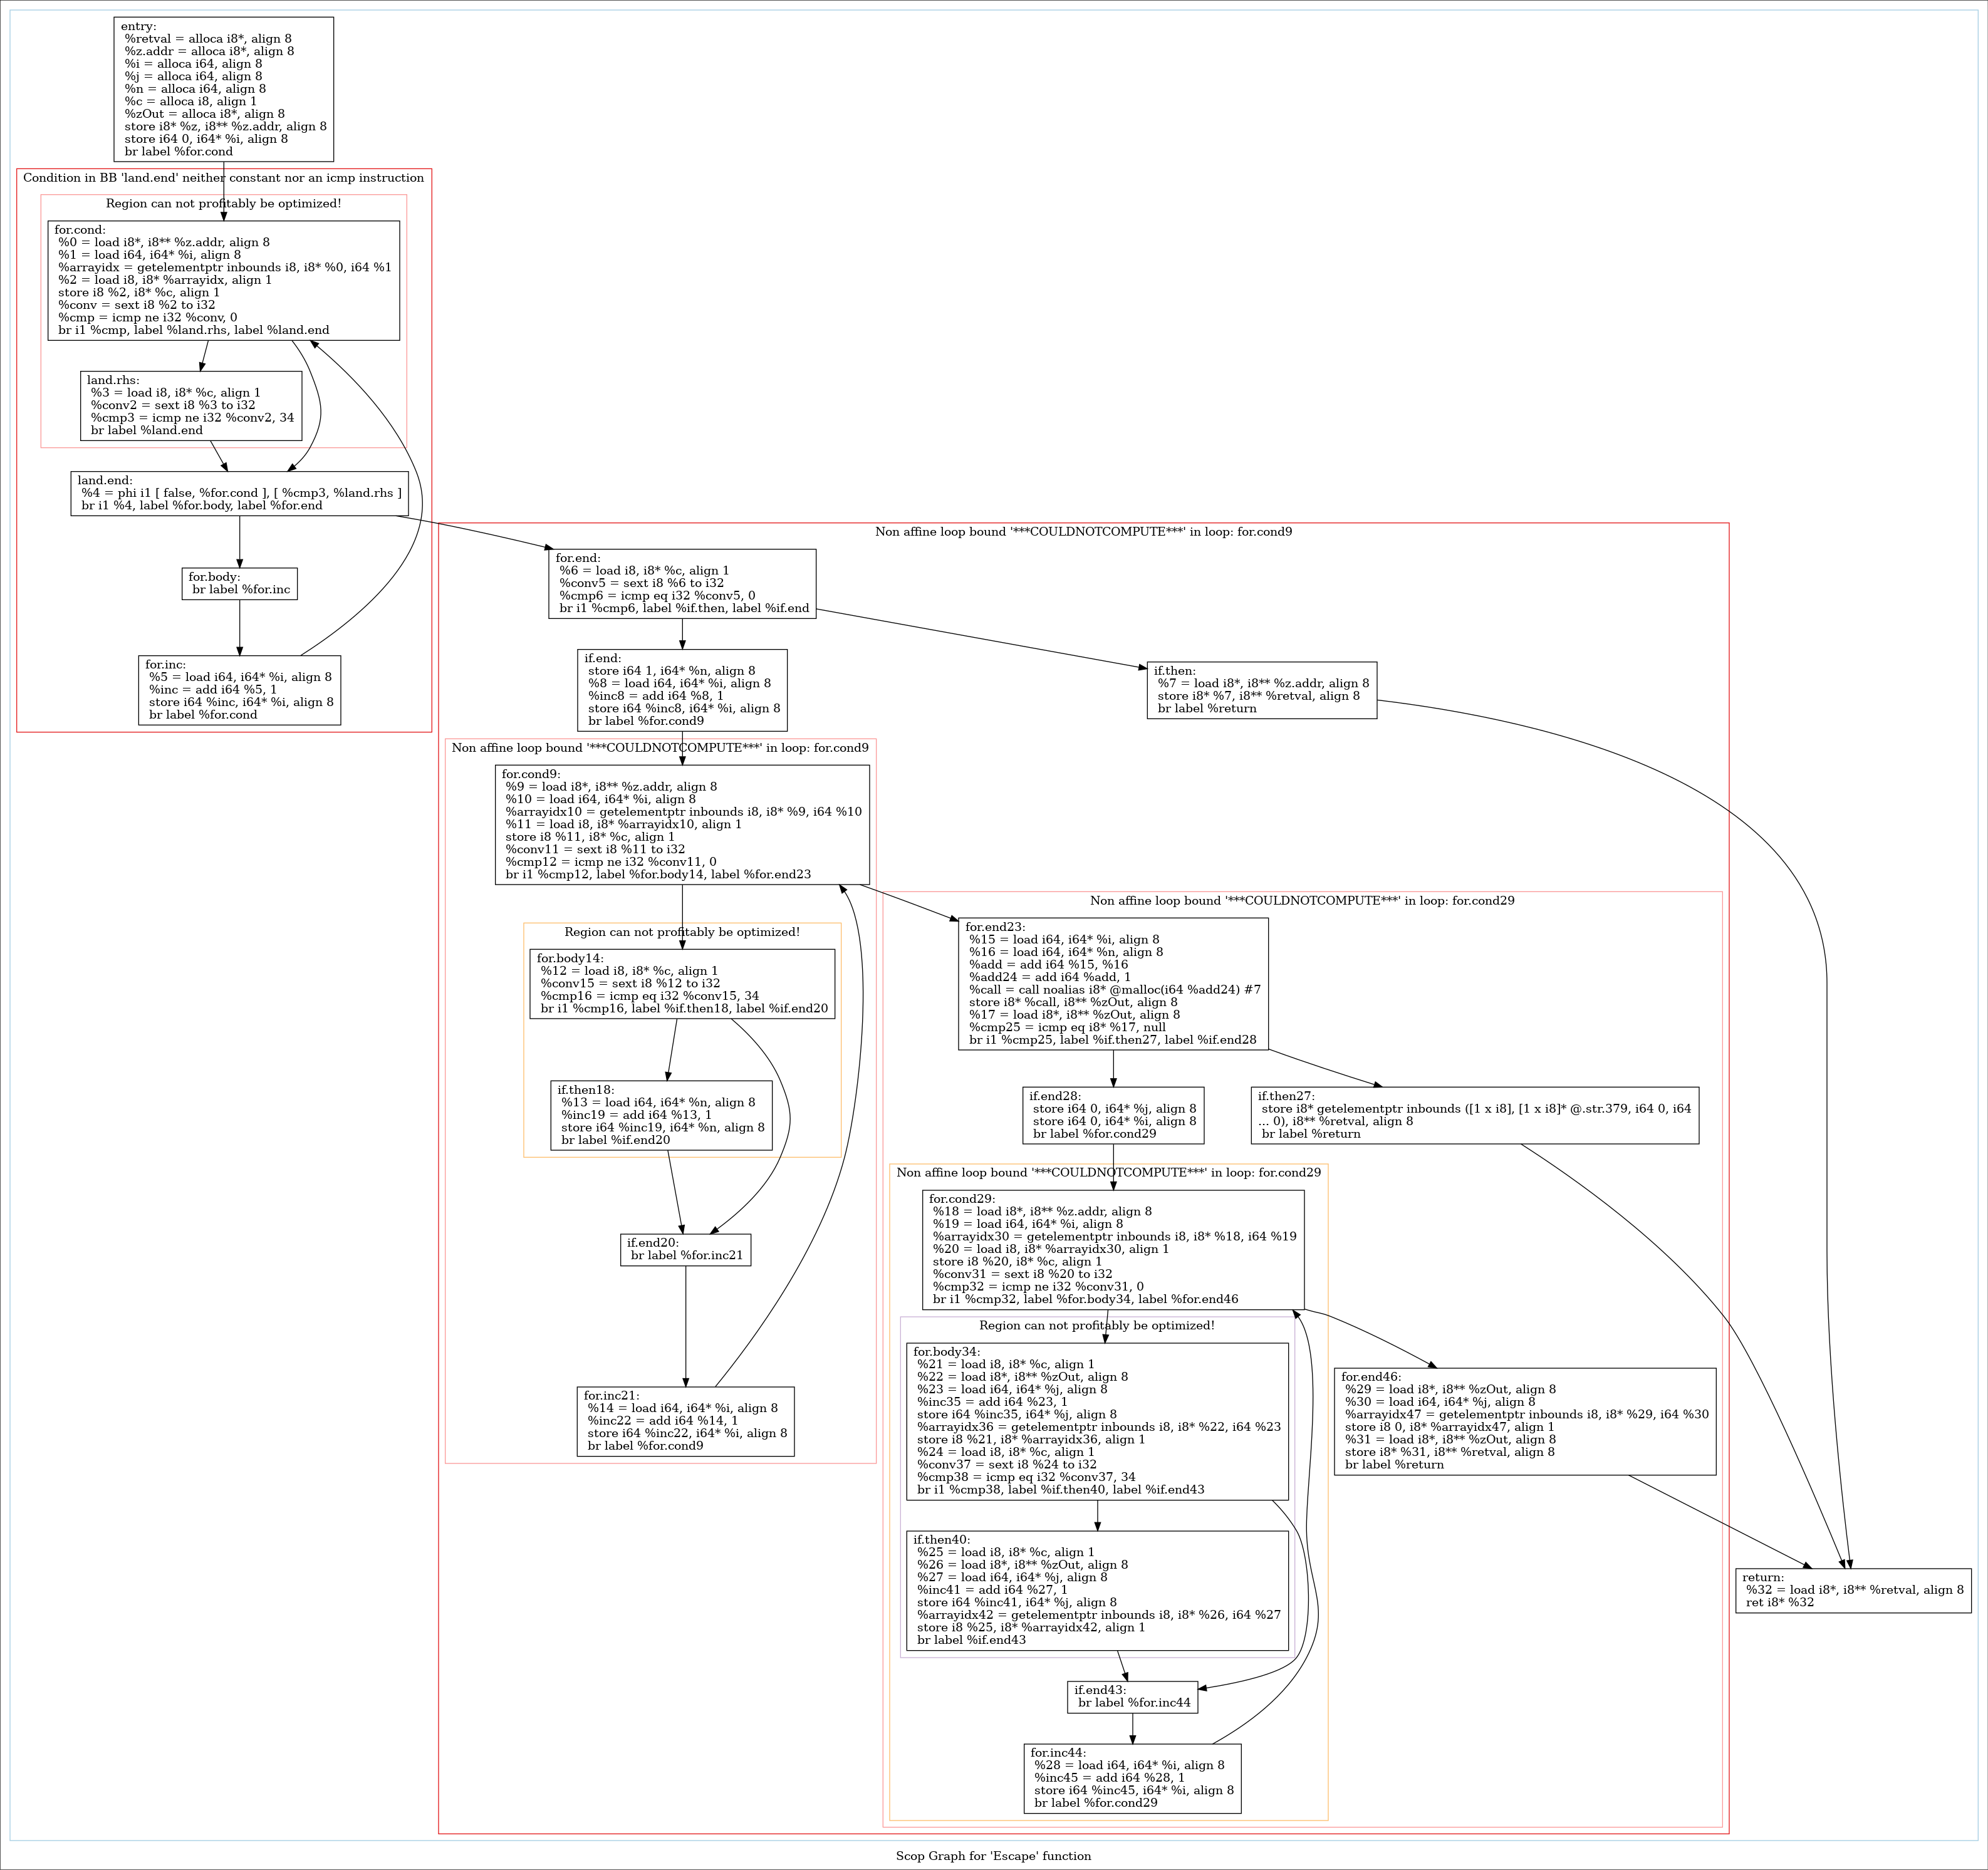 entry:
%retval = alloca i8*, align 8
%z.addr = alloca i8*, align 8
%i = alloca i64, align 8
%j = alloca i64, align 8
%n = alloca i64, align 8
%c = alloca i8, align 1
%zOut = alloca i8*, align 8
store i8* %z, i8** %z.addr, align 8
store i64 0, i64* %i, align 8
br label %for.cond
Condition in BB 'land.end' neither constant nor an icmp instruction
Region can not profitably be optimized!
for.cond:
%0 = load i8*, i8** %z.addr, align 8
%1 = load i64, i64* %i, align 8
%arrayidx = getelementptr inbounds i8, i8* %0, i64 %1
%2 = load i8, i8* %arrayidx, align 1
store i8 %2, i8* %c, align 1
%conv = sext i8 %2 to i32
%cmp = icmp ne i32 %conv, 0
br i1 %cmp, label %land.rhs, label %land.end
land.rhs:
%3 = load i8, i8* %c, align 1
%conv2 = sext i8 %3 to i32
%cmp3 = icmp ne i32 %conv2, 34
br label %land.end
land.end:
%4 = phi i1 [ false, %for.cond ], [ %cmp3, %land.rhs ]
br i1 %4, label %for.body, label %for.end
for.body:
br label %for.inc
for.inc:
%5 = load i64, i64* %i, align 8
%inc = add i64 %5, 1
store i64 %inc, i64* %i, align 8
br label %for.cond
Non affine loop bound '***COULDNOTCOMPUTE***' in loop: for.cond9
for.end:
%6 = load i8, i8* %c, align 1
%conv5 = sext i8 %6 to i32
%cmp6 = icmp eq i32 %conv5, 0
br i1 %cmp6, label %if.then, label %if.end
if.end:
store i64 1, i64* %n, align 8
%8 = load i64, i64* %i, align 8
%inc8 = add i64 %8, 1
store i64 %inc8, i64* %i, align 8
br label %for.cond9
if.then:
%7 = load i8*, i8** %z.addr, align 8
store i8* %7, i8** %retval, align 8
br label %return
Non affine loop bound '***COULDNOTCOMPUTE***' in loop: for.cond9
for.cond9:
%9 = load i8*, i8** %z.addr, align 8
%10 = load i64, i64* %i, align 8
%arrayidx10 = getelementptr inbounds i8, i8* %9, i64 %10
%11 = load i8, i8* %arrayidx10, align 1
store i8 %11, i8* %c, align 1
%conv11 = sext i8 %11 to i32
%cmp12 = icmp ne i32 %conv11, 0
br i1 %cmp12, label %for.body14, label %for.end23
Region can not profitably be optimized!
for.body14:
%12 = load i8, i8* %c, align 1
%conv15 = sext i8 %12 to i32
%cmp16 = icmp eq i32 %conv15, 34
br i1 %cmp16, label %if.then18, label %if.end20
if.then18:
%13 = load i64, i64* %n, align 8
%inc19 = add i64 %13, 1
store i64 %inc19, i64* %n, align 8
br label %if.end20
if.end20:
br label %for.inc21
for.inc21:
%14 = load i64, i64* %i, align 8
%inc22 = add i64 %14, 1
store i64 %inc22, i64* %i, align 8
br label %for.cond9
Non affine loop bound '***COULDNOTCOMPUTE***' in loop: for.cond29
for.end23:
%15 = load i64, i64* %i, align 8
%16 = load i64, i64* %n, align 8
%add = add i64 %15, %16
%add24 = add i64 %add, 1
%call = call noalias i8* @malloc(i64 %add24) #7
store i8* %call, i8** %zOut, align 8
%17 = load i8*, i8** %zOut, align 8
%cmp25 = icmp eq i8* %17, null
br i1 %cmp25, label %if.then27, label %if.end28
if.end28:
store i64 0, i64* %j, align 8
store i64 0, i64* %i, align 8
br label %for.cond29
if.then27:
store i8* getelementptr inbounds ([1 x i8], [1 x i8]* @.str.379, i64 0, i64
... 0), i8** %retval, align 8
br label %return
Non affine loop bound '***COULDNOTCOMPUTE***' in loop: for.cond29
for.cond29:
%18 = load i8*, i8** %z.addr, align 8
%19 = load i64, i64* %i, align 8
%arrayidx30 = getelementptr inbounds i8, i8* %18, i64 %19
%20 = load i8, i8* %arrayidx30, align 1
store i8 %20, i8* %c, align 1
%conv31 = sext i8 %20 to i32
%cmp32 = icmp ne i32 %conv31, 0
br i1 %cmp32, label %for.body34, label %for.end46
Region can not profitably be optimized!
for.body34:
%21 = load i8, i8* %c, align 1
%22 = load i8*, i8** %zOut, align 8
%23 = load i64, i64* %j, align 8
%inc35 = add i64 %23, 1
store i64 %inc35, i64* %j, align 8
%arrayidx36 = getelementptr inbounds i8, i8* %22, i64 %23
store i8 %21, i8* %arrayidx36, align 1
%24 = load i8, i8* %c, align 1
%conv37 = sext i8 %24 to i32
%cmp38 = icmp eq i32 %conv37, 34
br i1 %cmp38, label %if.then40, label %if.end43
if.then40:
%25 = load i8, i8* %c, align 1
%26 = load i8*, i8** %zOut, align 8
%27 = load i64, i64* %j, align 8
%inc41 = add i64 %27, 1
store i64 %inc41, i64* %j, align 8
%arrayidx42 = getelementptr inbounds i8, i8* %26, i64 %27
store i8 %25, i8* %arrayidx42, align 1
br label %if.end43
if.end43:
br label %for.inc44
for.inc44:
%28 = load i64, i64* %i, align 8
%inc45 = add i64 %28, 1
store i64 %inc45, i64* %i, align 8
br label %for.cond29
for.end46:
%29 = load i8*, i8** %zOut, align 8
%30 = load i64, i64* %j, align 8
%arrayidx47 = getelementptr inbounds i8, i8* %29, i64 %30
store i8 0, i8* %arrayidx47, align 1
%31 = load i8*, i8** %zOut, align 8
store i8* %31, i8** %retval, align 8
br label %return
return:
%32 = load i8*, i8** %retval, align 8
ret i8* %32
Scop Graph for 'Escape' function